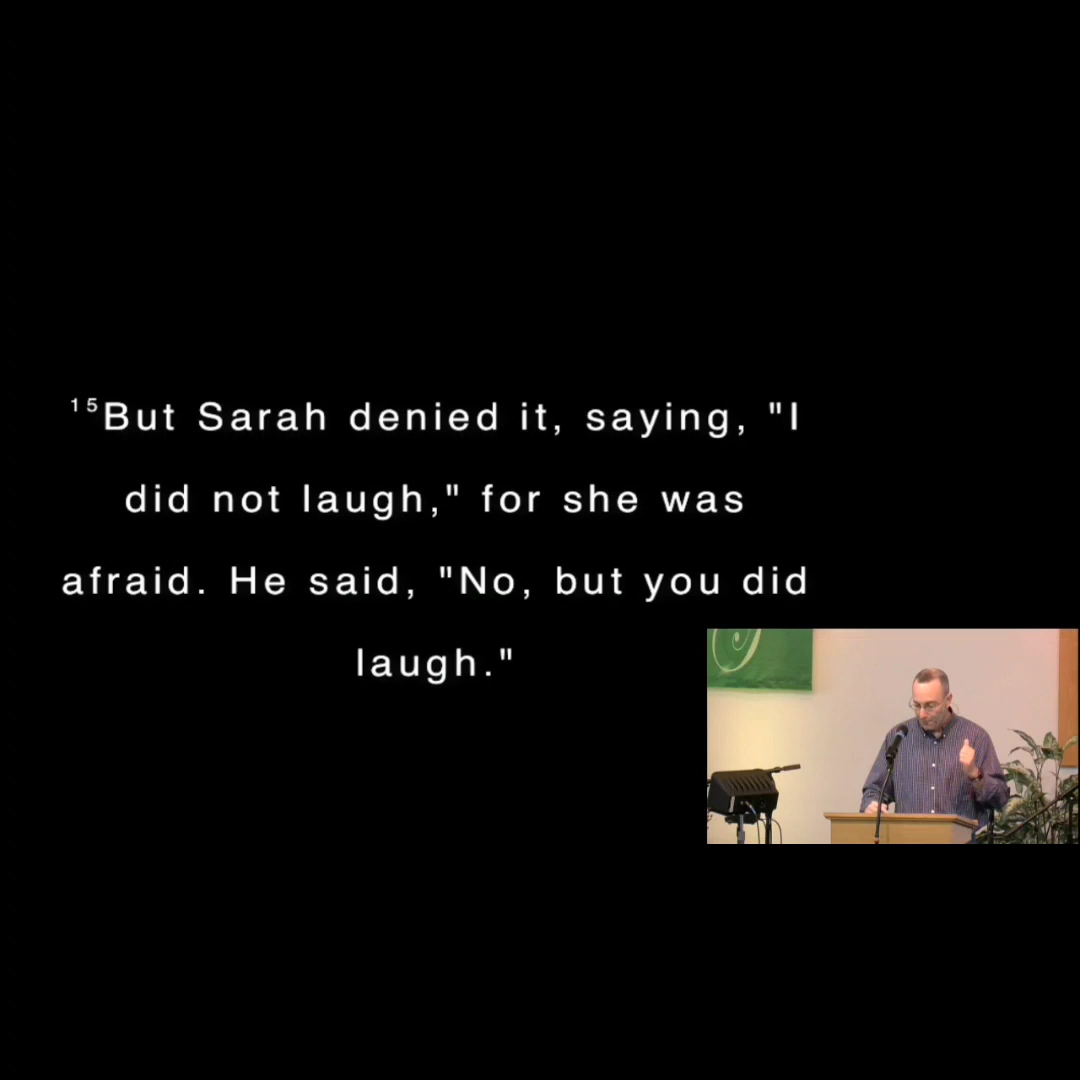 ¹⁵But Sarah denied it, saying, "I
did not laugh," for she was
afraid. He said, "No, but you did
laugh."